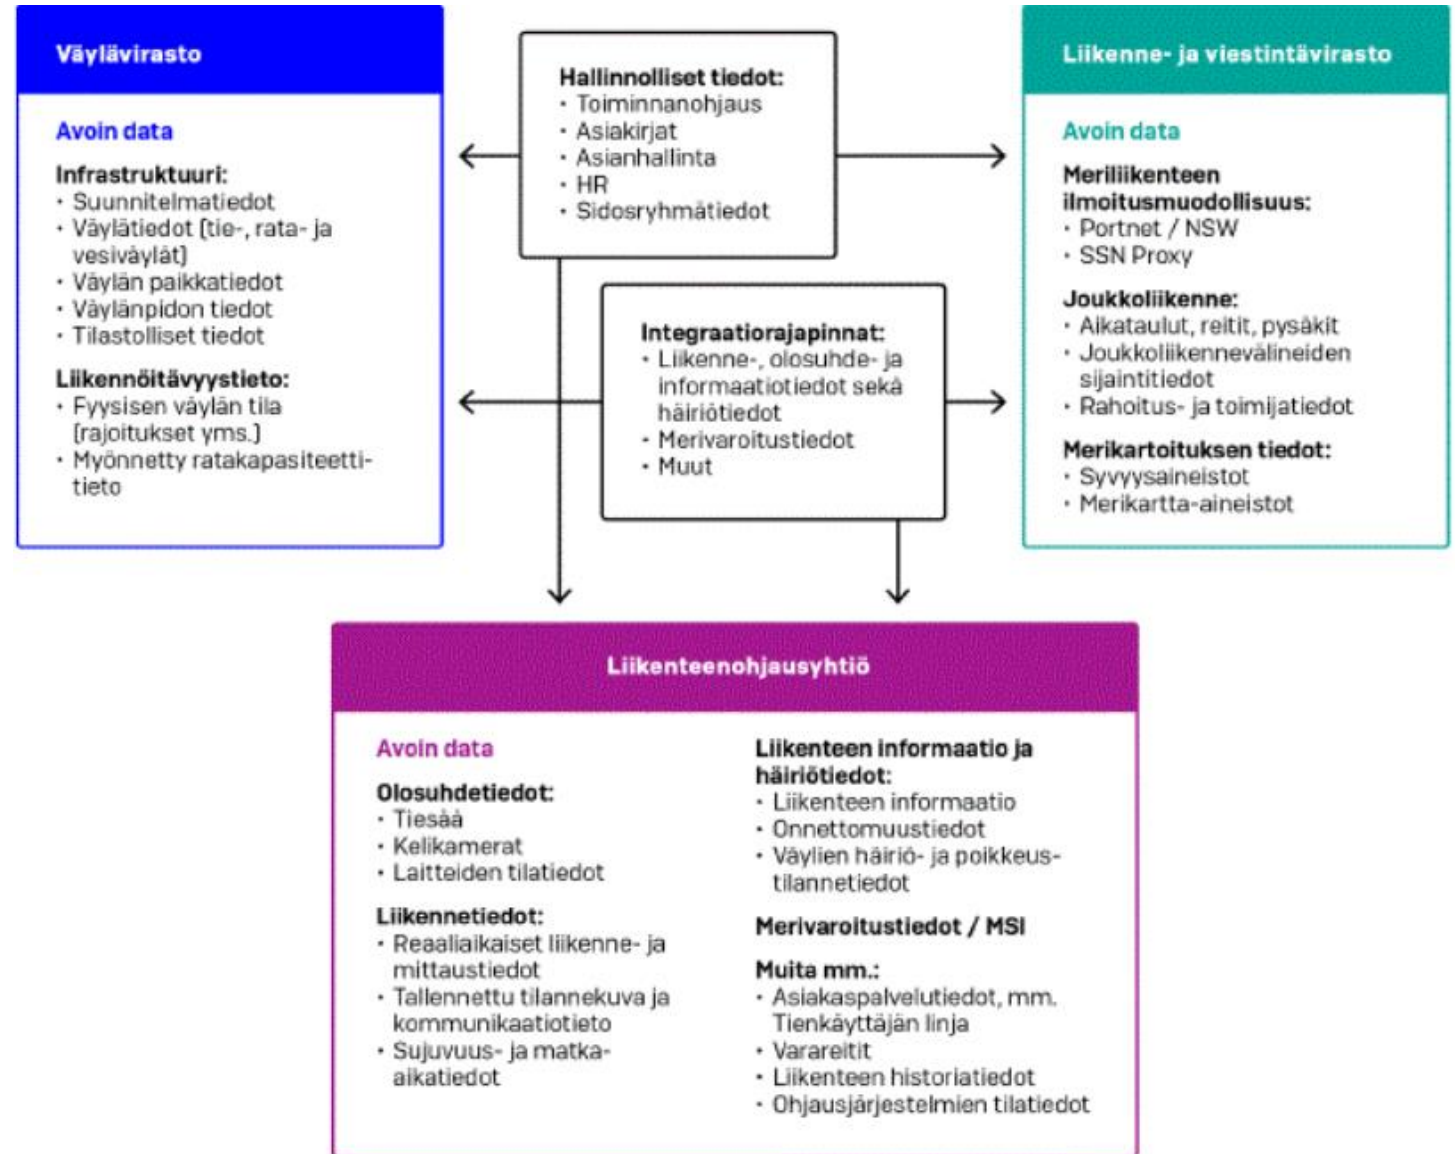 Väylävirasto
Avoin data
Infrastruktuuri:
· Suunnitelmatiedot
· Väylätiedot (tie-, rata- ja
vesiväylät)
· Väylän paikkatiedot
· Väylänpidon tiedot
· Tilastolliset tiedot
Liikennöitävyystieto:
· Fyysisen väylän tila
(rajoitukset yms.)
· Myönnetty ratakapasiteetti-
tieto
Hallinnolliset tiedot:
· Toiminnanohjaus
· Asiakirjat
· Asianhallinta
· HR
· Sidosryhmätiedot
Integraatiorajapinnat:
· Liikenne-, olosuhde- ja
informaatiotiedot sekä
häiriötiedot
· Merivaroitustiedot
· Muut
Liikenne- ja viestintävirasto
Avoin data
Meriliikenteen
ilmoitusmuodollisuus:
· Portnet / NSW
· SSN Proxy
Joukkoliikenne:
· Aikataulut, reitit, pysäkit
· Joukkoliikennevälineiden
sijaintitiedot
· Rahoitus- ja toimijatiedot
Merikartoituksen tiedot:
· Syvyysaineistot
· Merikartta-aineistot
Liikenteenohjausyhtiö
Avoin data
Olosuhdetiedot:
· Tiesää
· Kelikamerat
· Laitteiden tilatiedot
Liikennetiedot:
· Reaaliaikaiset liikenne- ja
mittaustiedot
· Tallennettu tilannekuva ja
kommunikaatiotieto
· Sujuvuus- ja matka-
aikatiedot
Liikenteen informaatio ja
häiriötiedot:
· Liikenteen informaatio
· Onnettomuustiedot
· Väylien häiriö- ja poikkeus-
tilannetiedot
Merivaroitustiedot / MSI
Muita mm.:
· Asiakaspalvelutiedot, mm.
Tienkäyttäjän linja
· Varareitit
· Liikenteen historiatiedot
· Ohjausjärjestelmien tilatiedot